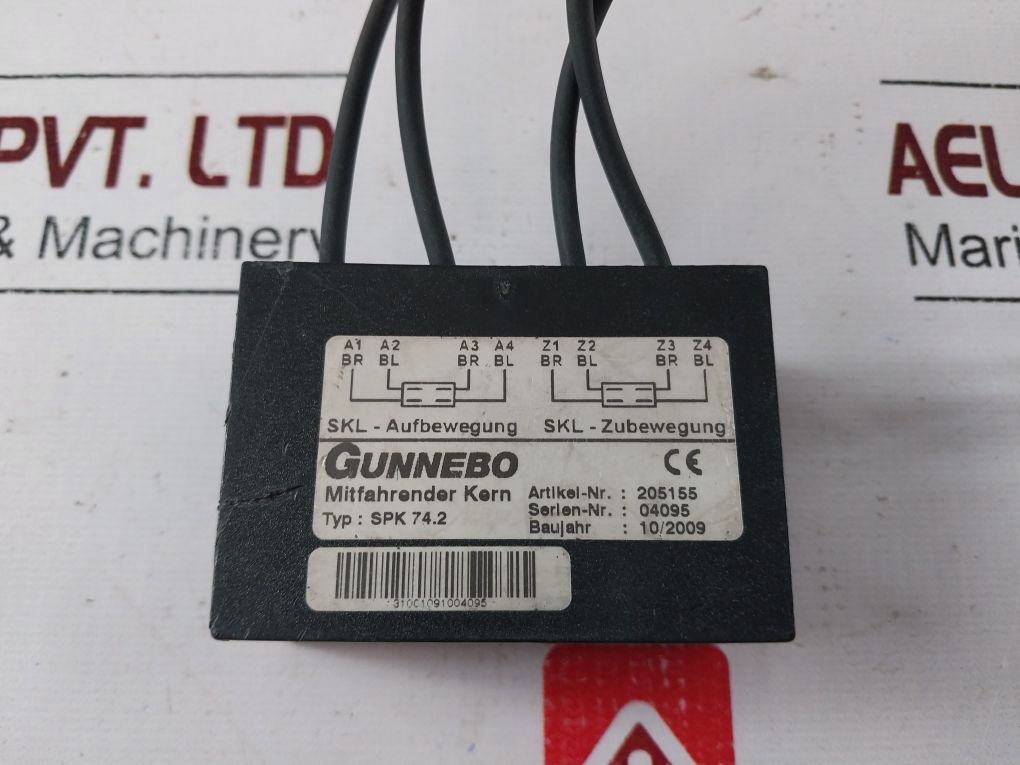 PVT. LTD
& Machinery
AEL
Mari
A1 A2 A3 A4 Z1 Z2 Z3 Z4
BR BL BR BL BR BL BR BL
SKL - Aufbewegung SKL - Zubewegung
GUNNEBO CE
Mitfahrender Kern
Typ : SPK 74.2
Artikel-Nr. : 205155
Serien-Nr. : 04095
Baujahr : 10/2009
31001091004095